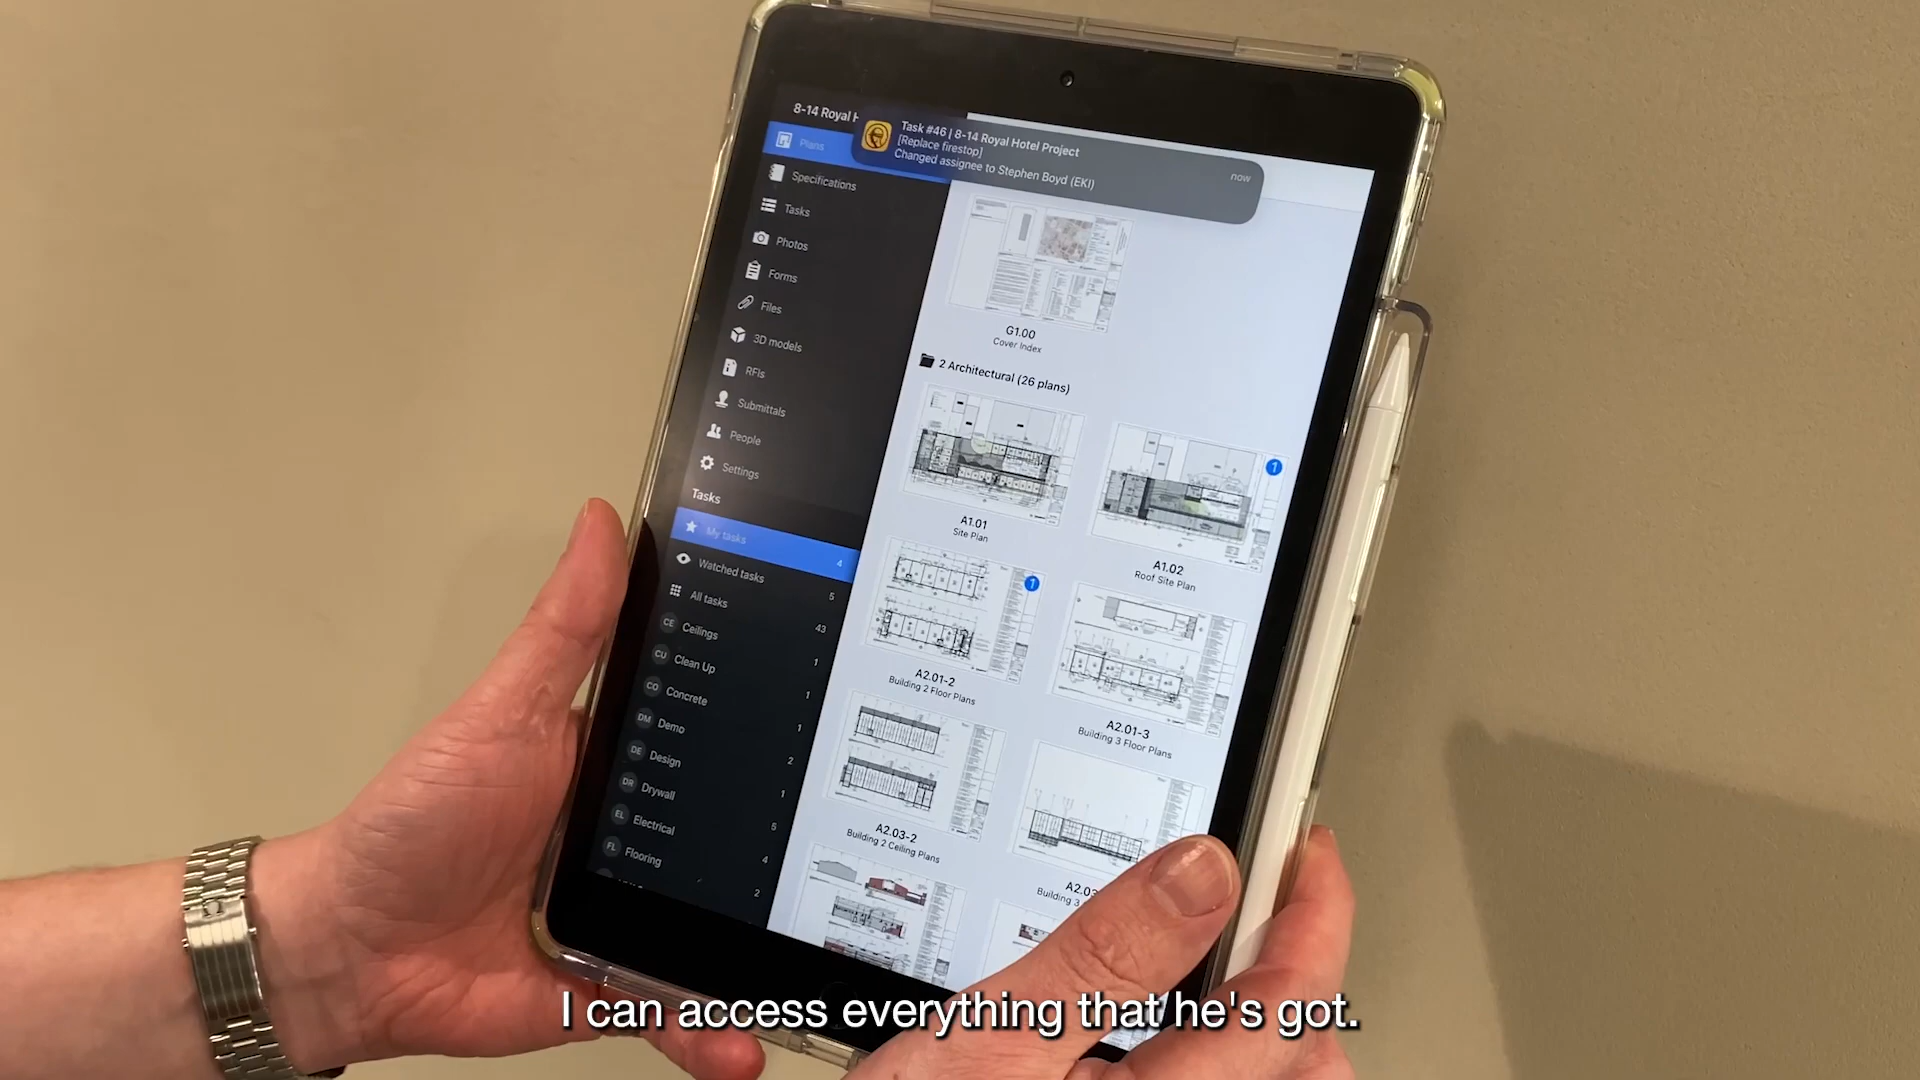 8-14 Royal H
Task #46 | 8-14 Royal Hotel Project
[Replace firestop]
Changed assignee to Stephen Boyd (EKI)
now
Plans
Specifications
Tasks
Photos
Forms
Files
3D models
RFIs
Submittals
People
Settings
Tasks
My tasks 4
Watched tasks 5
All tasks 43
CE Ceilings 1
CU Clean Up 1
CO Concrete 1
DM Demo 2
DE Design 1
DR Drywall 5
EL Electrical 4
FL Flooring 2
G1.00
Cover Index
2 Architectural (26 plans)
A1.01
Site Plan
1
A1.02
Roof Site Plan
1
A2.01-2
Building 2 Floor Plans
A2.01-3
Building 3 Floor Plans
A2.03-2
Building 2 Ceiling Plans
A2.03
Building 3
I can access everything that he's got.